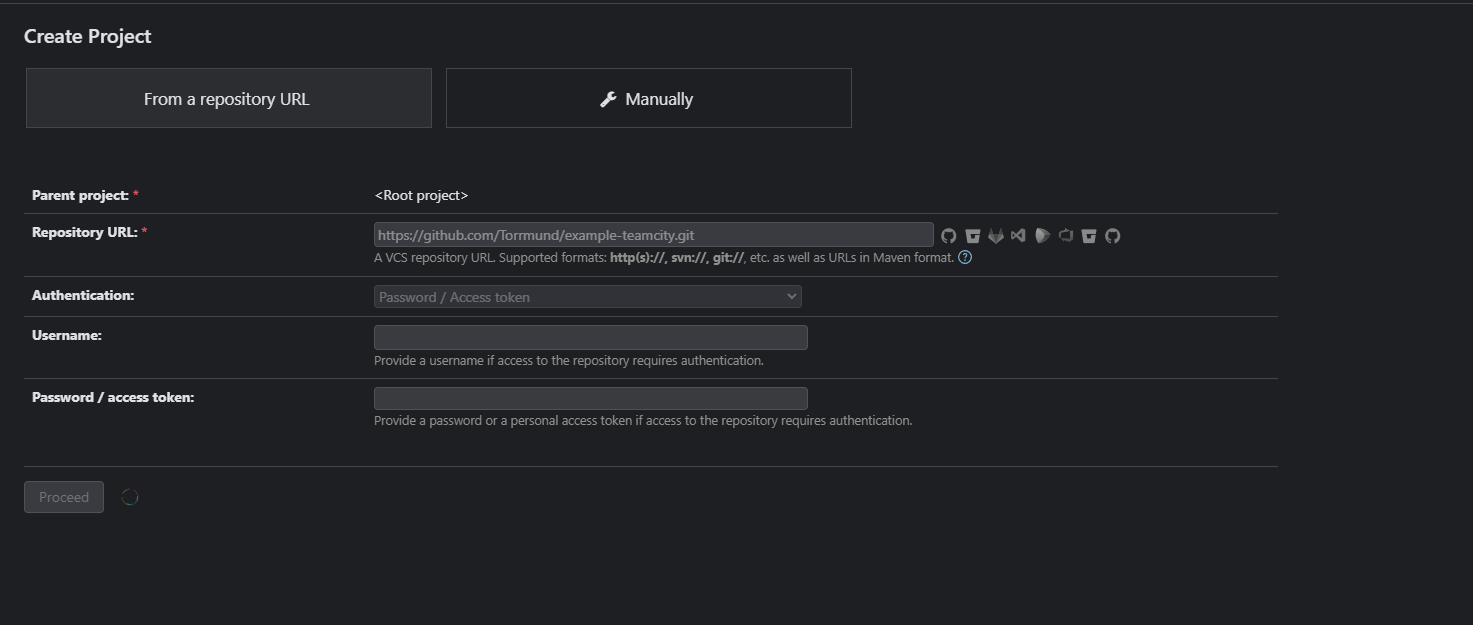 Create Project
From a repository URL
Manually
Parent project: *
<Root project>
Repository URL: *
https://github.com/Torrmund/example-teamcity.git
A VCS repository URL. Supported formats: http(s)://, svn://, git://, etc. as well as URLs in Maven format. ?
Authentication:
Password / Access token
Username:
Provide a username if access to the repository requires authentication.
Password / access token:
Provide a password or a personal access token if access to the repository requires authentication.
Proceed